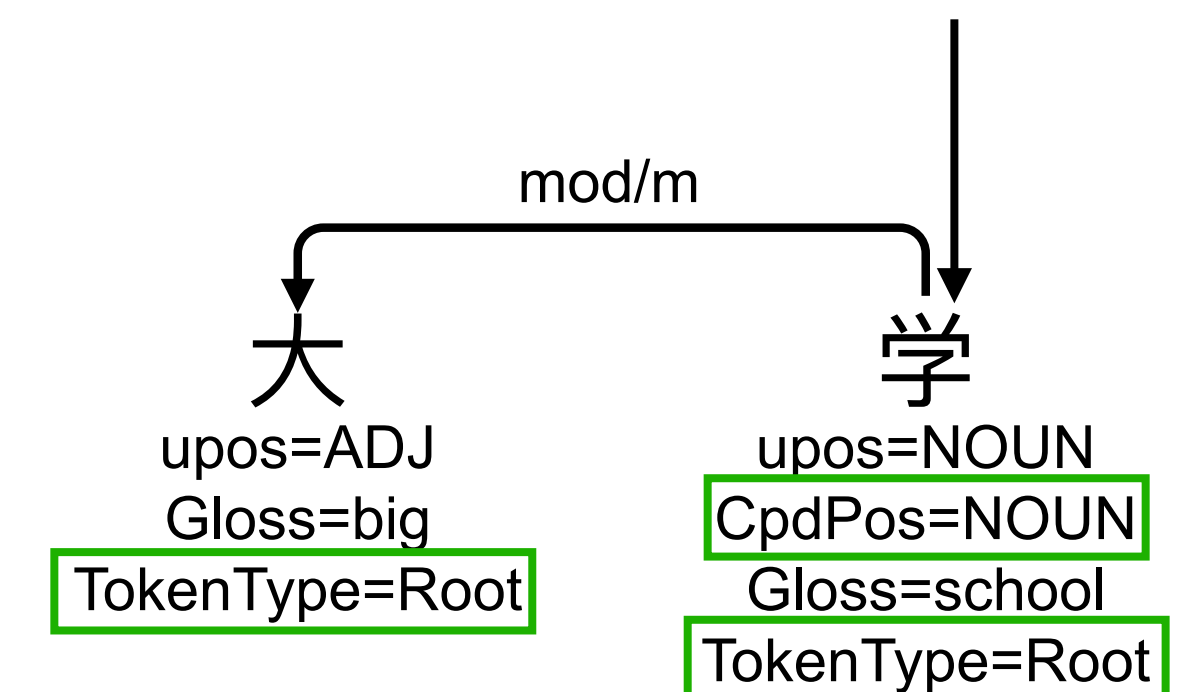 mod/m
大
upos=ADJ
Gloss=big
TokenType=Root
学
upos=NOUN
CpdPos=NOUN
Gloss=school
TokenType=Root